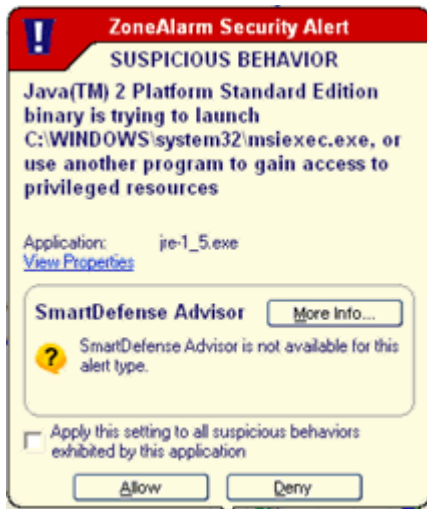 ZoneAlarm Security Alert
SUSPICIOUS BEHAVIOR
Java(TM) 2 Platform Standard Edition
binary is trying to launch
C:\WINDOWS\system32\msiexec.exe, or
use another program to gain access to
privileged resources
Application: jre-1_5.exe
View Properties
SmartDefense Advisor More Info...
SmartDefense Advisor is not available for this
alert type.
Apply this setting to all suspicious behaviors
exhibited by this application
Allow Deny